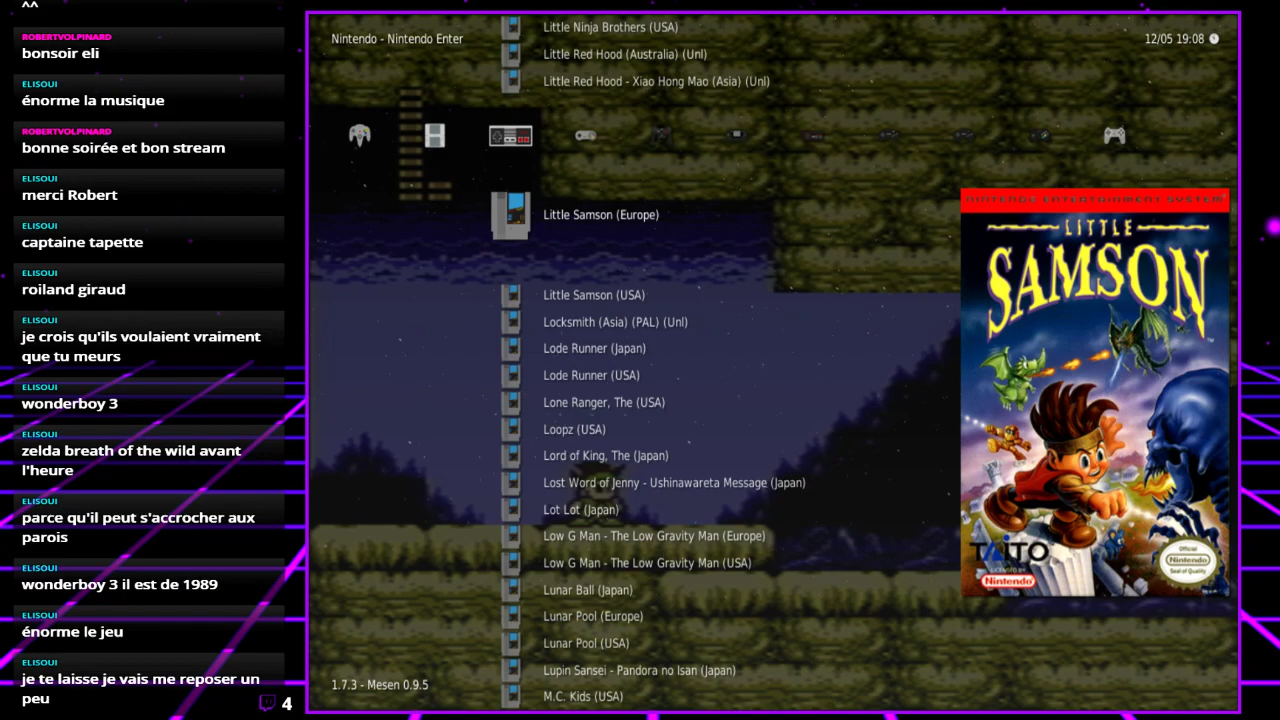 ^^
ROBERTVOLPINARD
bonsoir eli
ELISOUI
énorme la musique
ROBERTVOLPINARD
bonne soirée et bon stream
ELISOUI
merci Robert
ELISOUI
captaine tapette
ELISOUI
roiland giraud
ELISOUI
je crois qu'ils voulaient vraiment
que tu meurs
ELISOUI
wonderboy 3
ELISOUI
zelda breath of the wild avant
l'heure
ELISOUI
parce qu'il peut s'accrocher aux
parois
ELISOUI
wonderboy 3 il est de 1989
ELISOUI
énorme le jeu
ELISOUI
je te laisse je vais me reposer un
peu
4
Nintendo - Nintendo Enter
12/05 19:08
Little Ninja Brothers (USA)
Little Red Hood (Australia) (Unl)
Little Red Hood - Xiao Hong Mao (Asia) (Unl)
Little Samson (Europe)
Little Samson (USA)
Locksmith (Asia) (PAL) (Unl)
Lode Runner (Japan)
Lode Runner (USA)
Lone Ranger, The (USA)
Loopz (USA)
Lord of King, The (Japan)
Lost Word of Jenny - Ushinawareta Message (Japan)
Lot Lot (Japan)
Low G Man - The Low Gravity Man (Europe)
Low G Man - The Low Gravity Man (USA)
Lunar Ball (Japan)
Lunar Pool (Europe)
Lunar Pool (USA)
Lupin Sansei - Pandora no Isan (Japan)
M.C. Kids (USA)
1.7.3 - Mesen 0.9.5
NINTENDO ENTERTAINMENT SYSTEM
LITTLE
SAMSON
TM
TAITO
LICENSED BY
Nintendo
Official
Nintendo
Seal of Quality